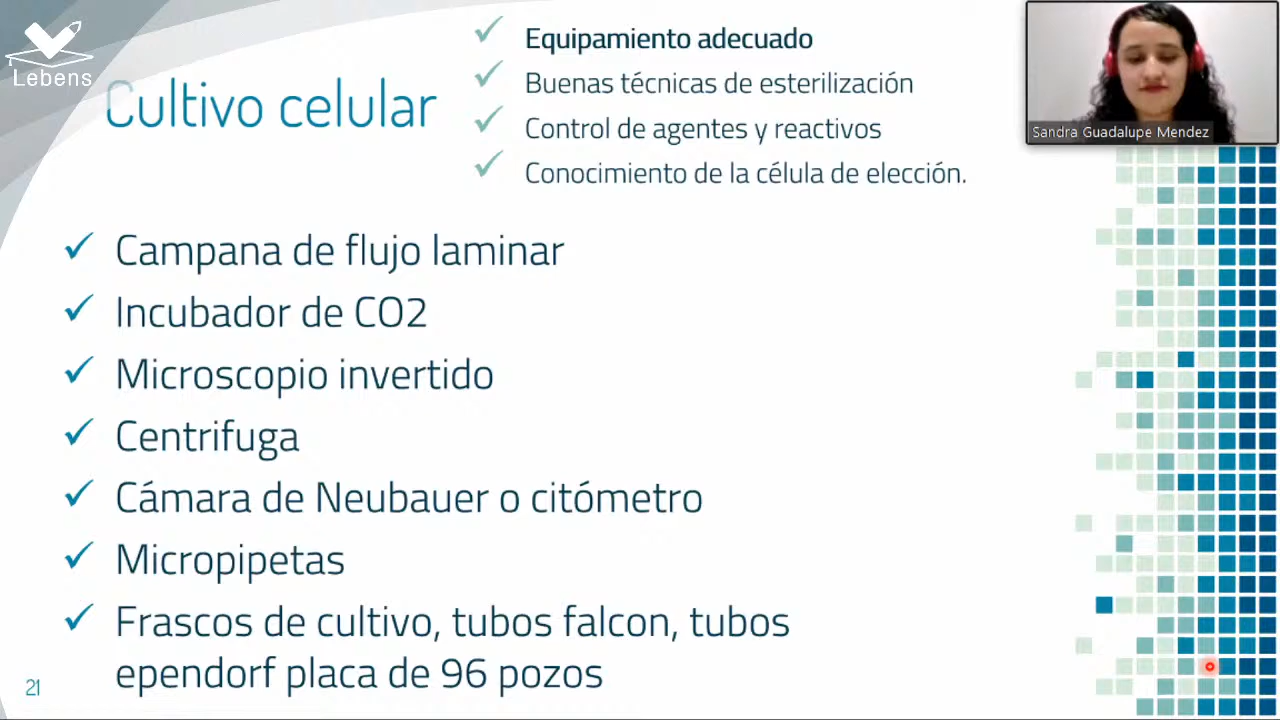 Lebens
Cultivo celular
Equipamiento adecuado
Buenas técnicas de esterilización
Control de agentes y reactivos
Conocimiento de la célula de elección.
Sandra Guadalupe Mendez
Campana de flujo laminar
Incubador de CO2
Microscopio invertido
Centrifuga
Cámara de Neubauer o citómetro
Micropipetas
Frascos de cultivo, tubos falcon, tubos
ependorf placa de 96 pozos
21